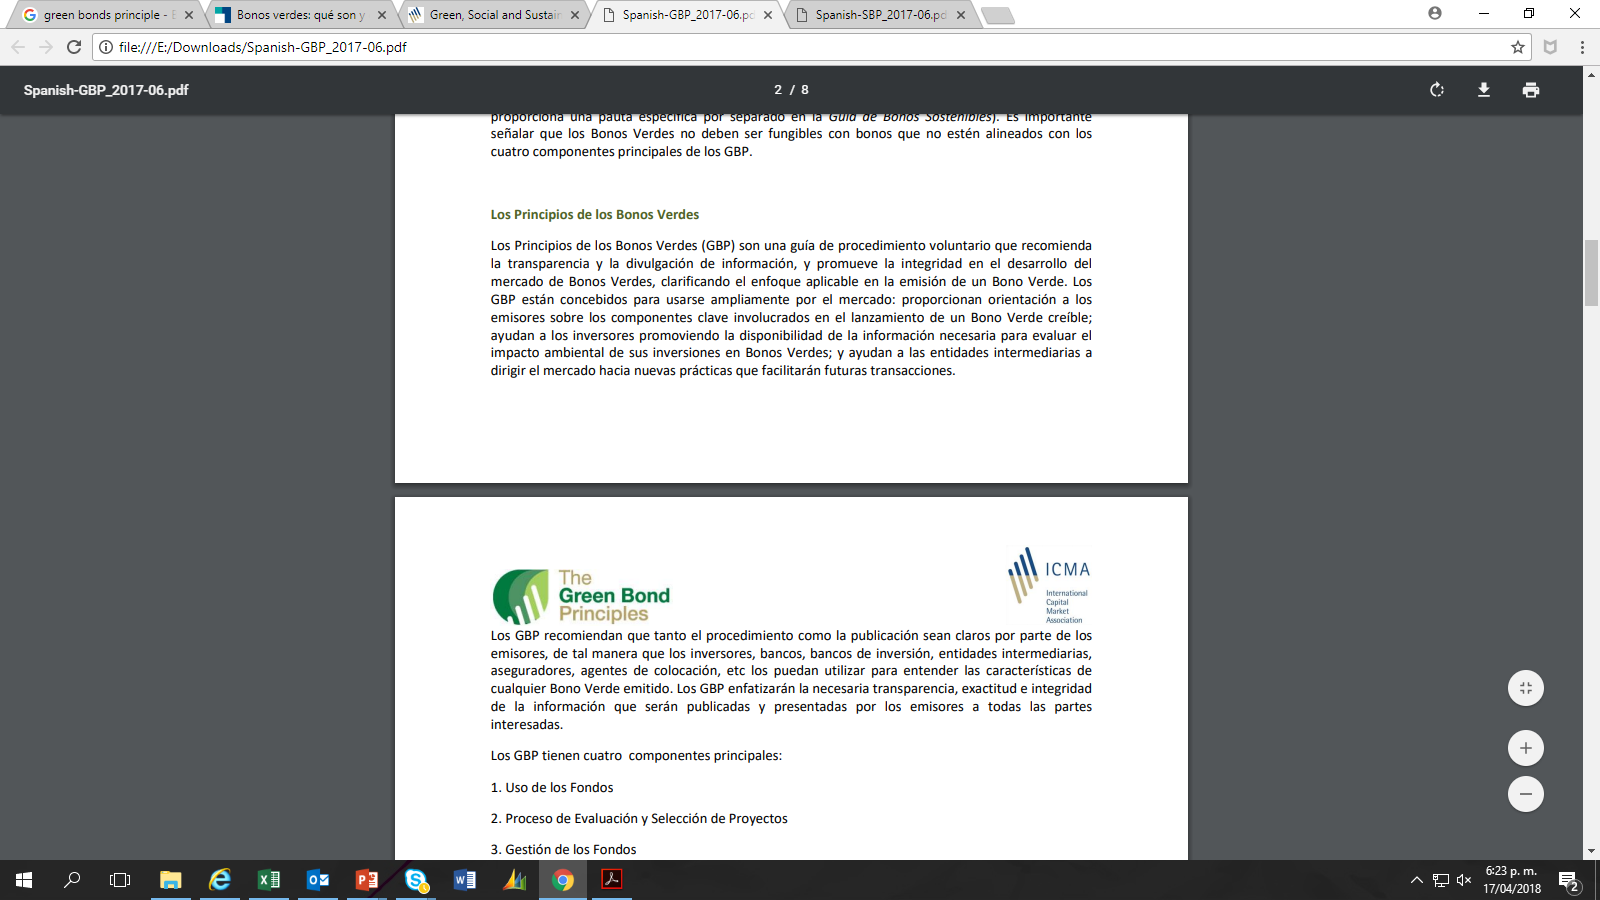 green bonds principle -
Bonos verdes: qué son y
Green, Social and Sustain
Spanish-GBP_2017-06.pd
Spanish-SBP_2017-06.pd
file:///E:/Downloads/Spanish-GBP_2017-06.pdf
Spanish-GBP_2017-06.pdf
2 / 8
proporciona una pauta específica por separado en la Guía de Bonos Sostenibles). Es importante
señalar que los Bonos Verdes no deben ser fungibles con bonos que no estén alineados con los
cuatro componentes principales de los GBP.
Los Principios de los Bonos Verdes
Los Principios de los Bonos Verdes (GBP) son una guía de procedimiento voluntario que recomienda
la transparencia y la divulgación de información, y promueve la integridad en el desarrollo del
mercado de Bonos Verdes, clarificando el enfoque aplicable en la emisión de un Bono Verde. Los
GBP están concebidos para usarse ampliamente por el mercado: proporcionan orientación a los
emisores sobre los componentes clave involucrados en el lanzamiento de un Bono Verde creíble;
ayudan a los inversores promoviendo la disponibilidad de la información necesaria para evaluar el
impacto ambiental de sus inversiones en Bonos Verdes; y ayudan a las entidades intermediarias a
dirigir el mercado hacia nuevas prácticas que facilitarán futuras transacciones.
The
Green Bond
Principles
ICMA
International
Capital
Market
Association
Los GBP recomiendan que tanto el procedimiento como la publicación sean claros por parte de los
emisores, de tal manera que los inversores, bancos, bancos de inversión, entidades intermediarias,
aseguradores, agentes de colocación, etc los puedan utilizar para entender las características de
cualquier Bono Verde emitido. Los GBP enfatizarán la necesaria transparencia, exactitud e integridad
de la información que serán publicadas y presentadas por los emisores a todas las partes
interesadas.
Los GBP tienen cuatro componentes principales:
1. Uso de los Fondos
2. Proceso de Evaluación y Selección de Proyectos
3. Gestión de los Fondos
6:23 p. m.
17/04/2018
2